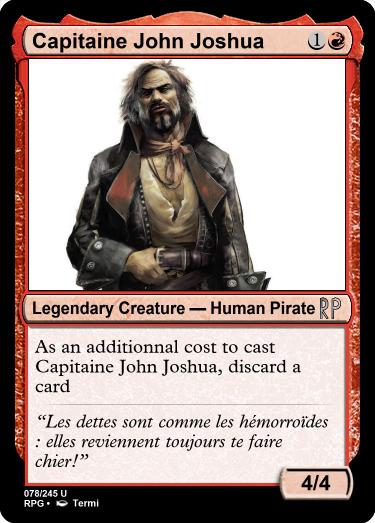 Capitaine John Joshua 1
Legendary Creature — Human Pirate RP
As an additionnal cost to cast
Capitaine John Joshua, discard a
card
“Les dettes sont comme les hémorroïdes
: elles reviennent toujours te faire
chier!”
4/4
078/245 U
RPG • Termi